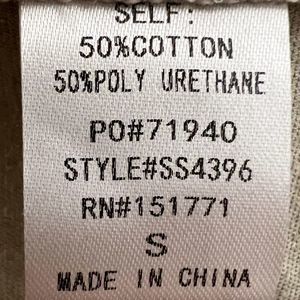 SELF:
50%COTTON
50%POLY URETHANE
PO#71940
STYLE#SS4396
RN#151771
S
MADE IN CHINA